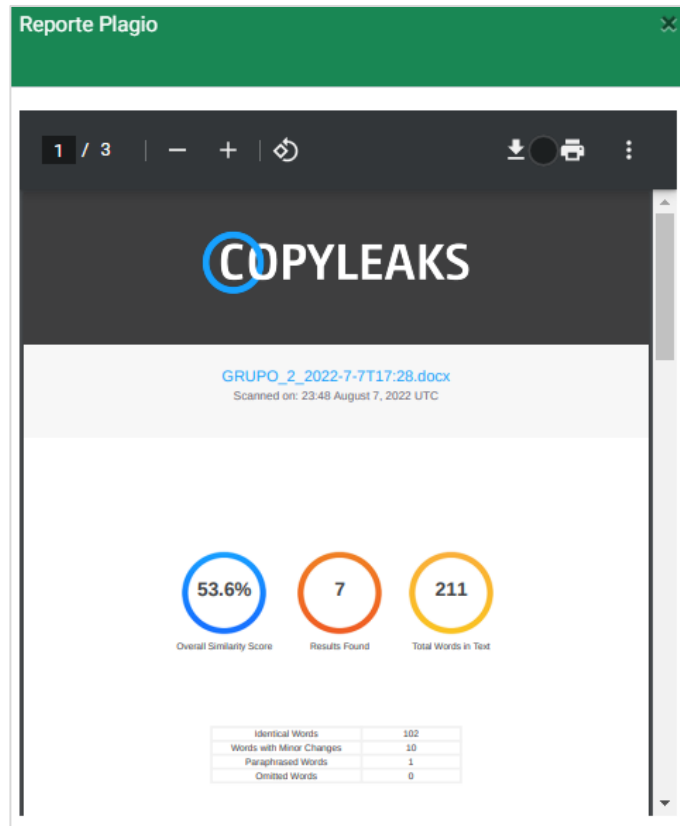 Reporte Plagio
1 / 3
COPYLEAKS
GRUPO_2_2022-7-7T17:28.docx
Scanned on: 23:48 August 7, 2022 UTC
53.6% 7 211
Overall Similarity Score Results Found Total Words in Text
Identical Words 102
Words with Minor Changes 10
Paraphrased Words 1
Omitted Words 0